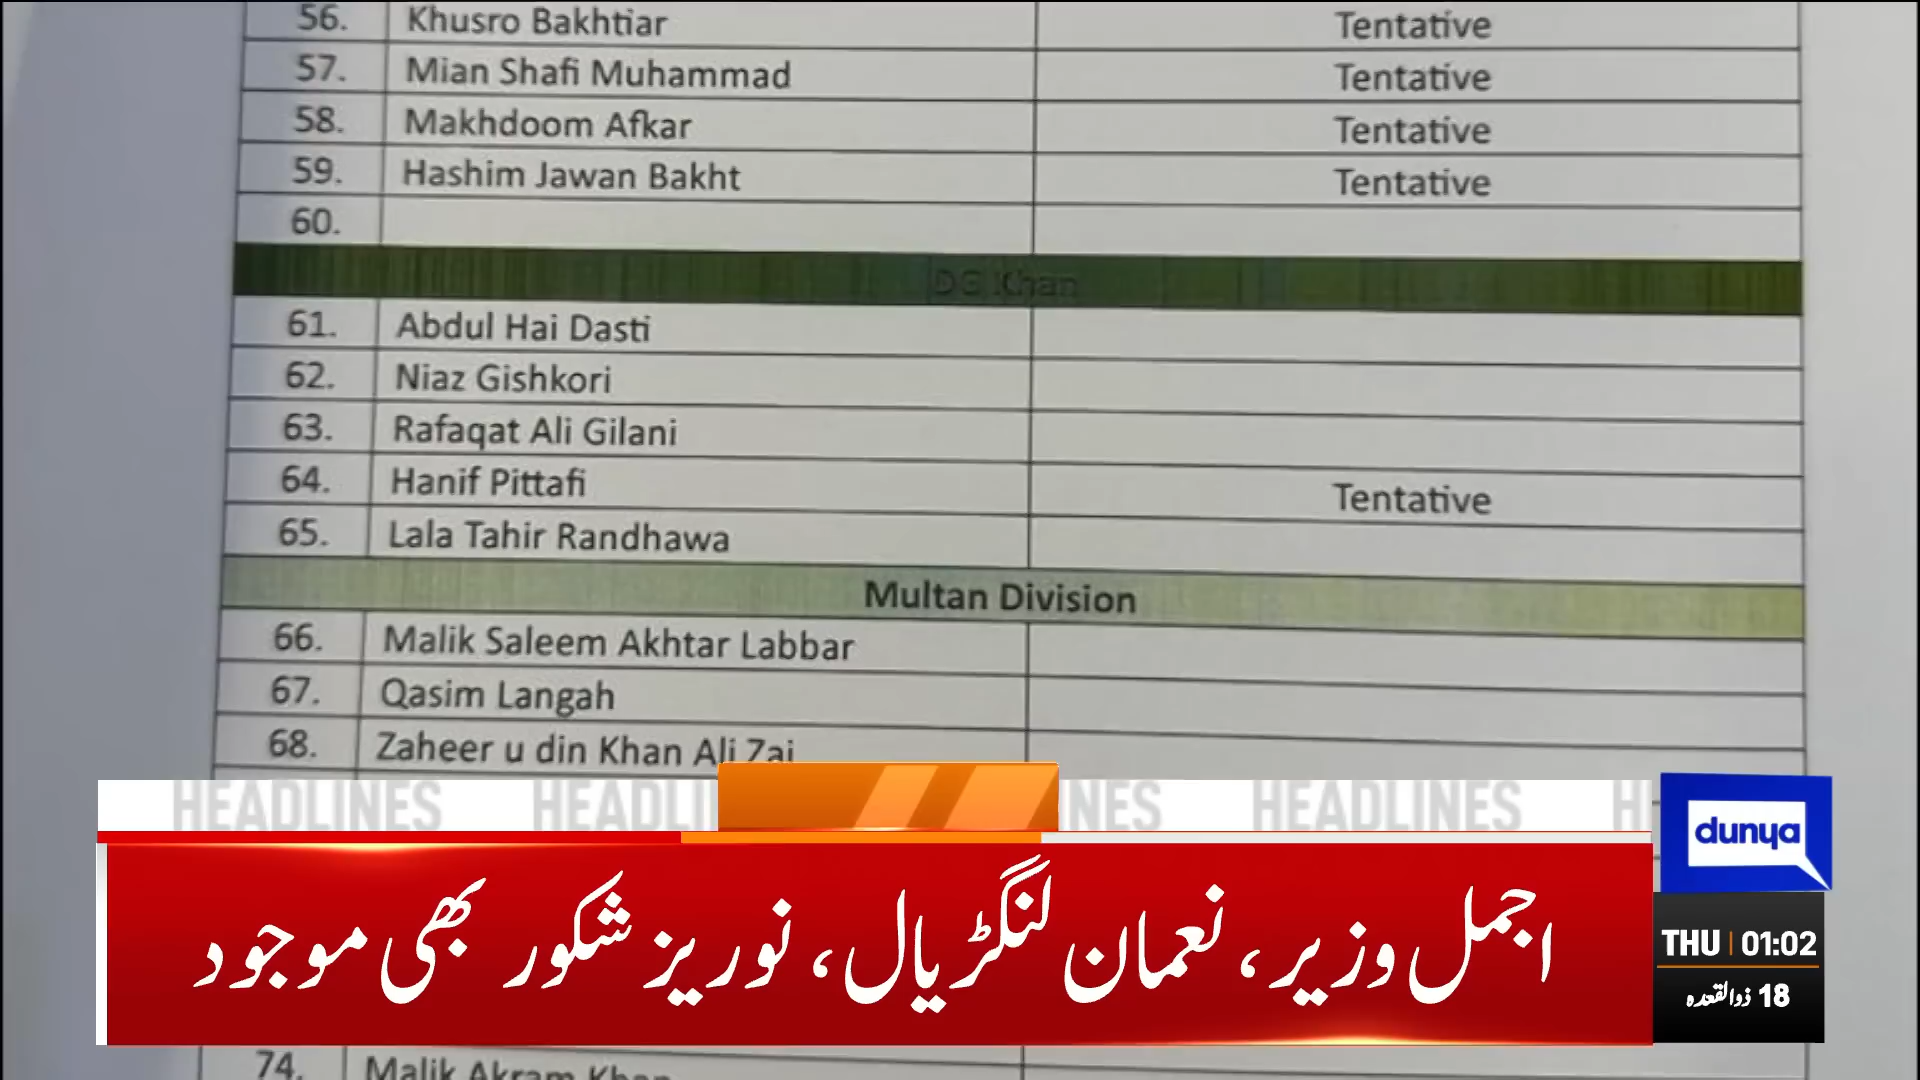 56. Khusro Bakhtiar Tentative
57. Mian Shafi Muhammad Tentative
58. Makhdoom Afkar Tentative
59. Hashim Jawan Bakht Tentative
60.
DG Khan
61. Abdul Hai Dasti
62. Niaz Gishkori
63. Rafaqat Ali Gilani
64. Hanif Pittafi Tentative
65. Lala Tahir Randhawa
Multan Division
66. Malik Saleem Akhtar Labbar
67. Qasim Langah
68. Zaheer u din Khan Ali Zai
HEADLINES HEADLINES HEADLINES
dunya
اجمل وزیر، نعمان لنگڑیال، نوریز شکور بھی موجود
THU 01:02
18 ذوالقعدہ
74. Malik Akram Khan